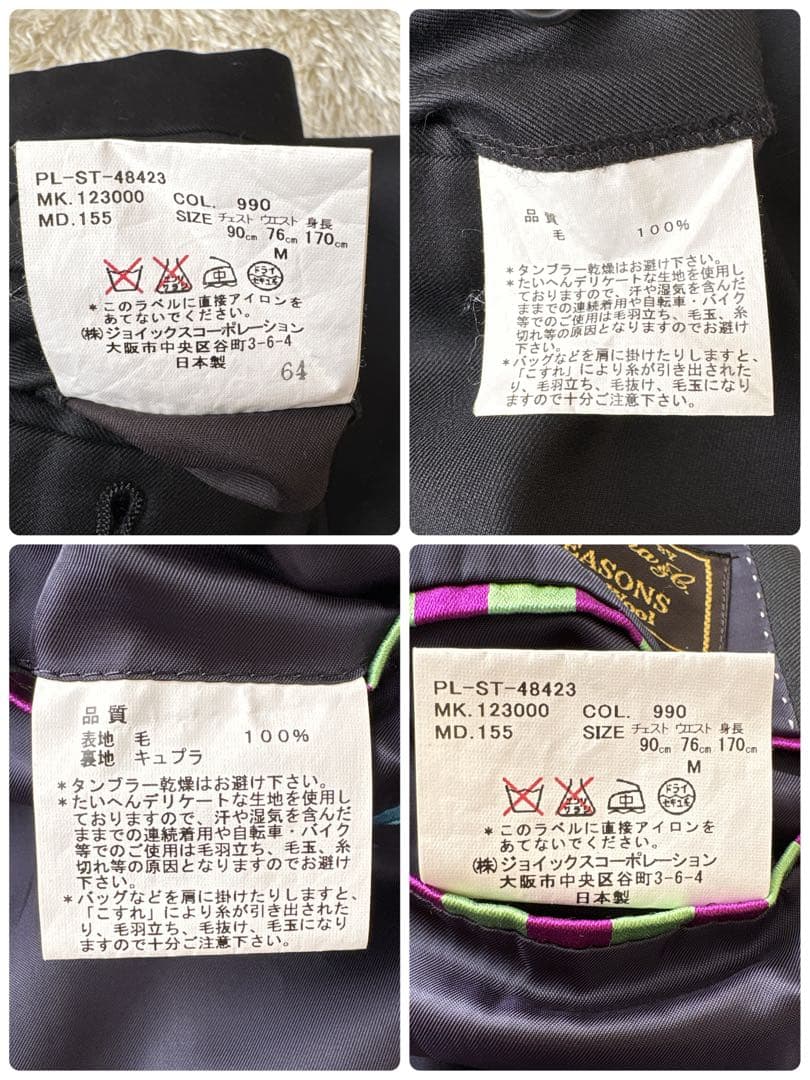 PL-ST-48423
MK. 123000 COL. 990
MD. 155 SIZE チェスト ウエスト 身長
90cm 76cm 170cm
M
エンソ サラシ 中 ドライ セキユ系
*このラベルに直接アイロンを
あてないでください。
(株)ジョイックスコーポレーション
大阪市中央区谷町3-6-4
日本製
64
品質
毛 100%
*タンブラー乾燥はお避け下さい。
*たいへんデリケートな生地を使用し
ておりますので、汗や湿気を含んだ
ままでの連続着用や自転車・バイク
等でのご使用は毛羽立ち、毛玉、糸
切れ等の原因となりますのでお避け
下さい。
*バッグなどを肩に掛けたりしますと、
「こすれ」により糸が引き出された
り、毛羽立ち、毛抜け、毛玉になり
ますので十分ご注意下さい。
品質
表地 毛 100%
裏地 キュプラ
*タンブラー乾燥はお避け下さい。
*たいへんデリケートな生地を使用し
ておりますので、汗や湿気を含んだ
ままでの連続着用や自転車・バイク
等でのご使用は毛羽立ち、毛玉、糸
切れ等の原因となりますのでお避け
下さい。
*バッグなどを肩に掛けたりしますと、
「こすれ」により糸が引き出された
り、毛羽立ち、毛抜け、毛玉になり
ますので十分ご注意下さい。
EASONS
Wool
PL-ST-48423
MK. 123000 COL. 990
MD. 155 SIZE チェスト ウエスト 身長
90cm 76cm 170cm
M
中 ドライ
*このラベルに直接アイロンを
あてないでください。
(株)ジョイックスコーポレーション
大阪市中央区谷町3-6-4
日本製